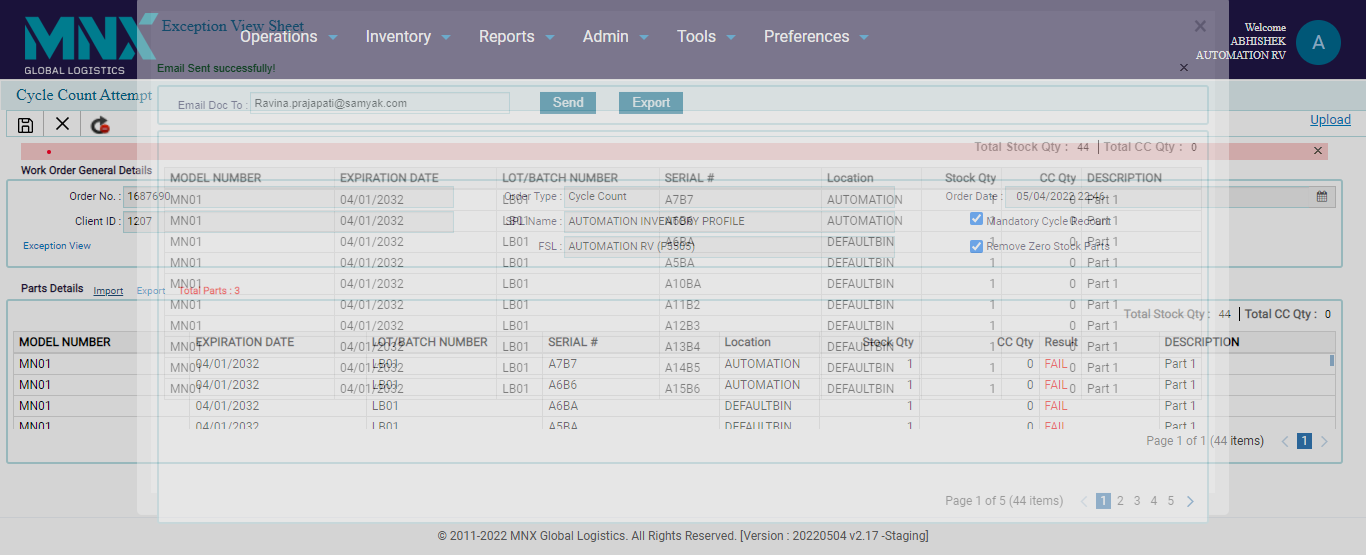 MNX
GLOBAL LOGISTICS
Exception View Sheet
Operations Inventory Reports Admin Tools Preferences
Welcome
ABHISHEK
AUTOMATION RV
A
Email Sent successfully!
Cycle Count Attempt
Email Doc To : Ravina.prajapati@samyak.com Send Export
Upload
Total Stock Qty : 44 | Total CC Qty : 0
MODEL NUMBER EXPIRATION DATE LOT/BATCH NUMBER SERIAL # Location Stock Qty CC Qty DESCRIPTION
MN01 04/01/2032 LB01 A7B7 AUTOMATION 1 0 Part 1
MN01 04/01/2032 LB01 A6B6 AUTOMATION 1 0 Part 1
MN01 04/01/2032 LB01 A6BA DEFAULTBIN 1 0 Part 1
MN01 04/01/2032 LB01 A5BA DEFAULTBIN 1 0 Part 1
MN01 04/01/2032 LB01 A10BA DEFAULTBIN 1 0 Part 1
MN01 04/01/2032 LB01 A11B2 DEFAULTBIN 1 0 Part 1
MN01 04/01/2032 LB01 A12B3 DEFAULTBIN 1 0 Part 1
MN01 04/01/2032 LB01 A13B4 DEFAULTBIN 1 0 Part 1
MN01 04/01/2032 LB01 A14B5 DEFAULTBIN 1 0 Part 1
MN01 04/01/2032 LB01 A15B6 DEFAULTBIN 1 0 Part 1
Page 1 of 5 (44 items) 1 2 3 4 5
Work Order General Details
Order No. : 1687690 Order Type : Cycle Count Order Date : 05/04/2022 22:46
Client ID : 1207 SPL Name : AUTOMATION INVENTORY PROFILE Mandatory Cycle Recount
Exception View FSL : AUTOMATION RV Remove Zero Stock Parts
Parts Details Import Export Total Parts : 3
Total Stock Qty : 44 | Total CC Qty : 0
MODEL NUMBER EXPIRATION DATE LOT/BATCH NUMBER SERIAL # Location Stock Qty CC Qty Result DESCRIPTION
MN01 04/01/2032 LB01 A7B7 AUTOMATION 1 0 FAIL Part 1
MN01 04/01/2032 LB01 A6B6 AUTOMATION 1 0 FAIL Part 1
MN01 04/01/2032 LB01 A6BA DEFAULTBIN 1 0 FAIL Part 1
MN01 04/01/2032 LB01 A5BA DEFAULTBIN 1 0 FAIL Part 1
Page 1 of 1 (44 items) 1
© 2011-2022 MNX Global Logistics. All Rights Reserved. [Version : 20220504 v2.17 -Staging]